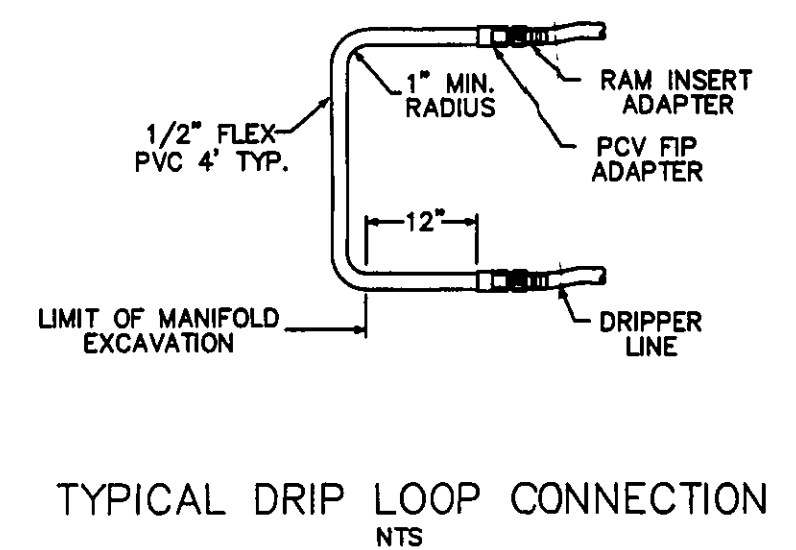 1" MIN.
RADIUS
RAM INSERT
ADAPTER
1/2" FLEX
PVC 4' TYP.
PCV FIP
ADAPTER
12"
LIMIT OF MANIFOLD
EXCAVATION
DRIPPER
LINE
TYPICAL DRIP LOOP CONNECTION
NTS